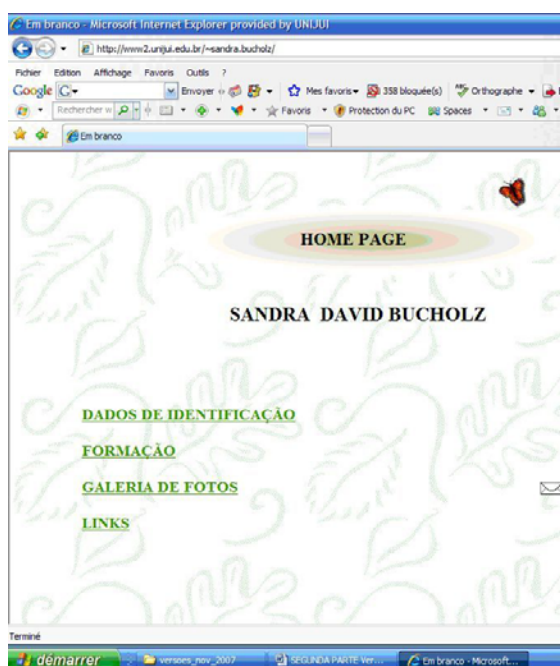 Em branco - Microsoft Internet Explorer provided by UNIJUI
http://www2.unijui.edu.br/~sandra.bucholz/
Fichier Edition Affichage Favoris Outils ?
Google Envoyer Mes favoris 358 bloquée(s) Orthographe
Rechercher Favoris Protection du PC Spaces
Em branco
HOME PAGE
SANDRA DAVID BUCHOLZ
DADOS DE IDENTIFICAÇÃO
FORMAÇÃO
GALERIA DE FOTOS
LINKS
Terminé
démarrer versoes_nov_2007 SEGUNDA PARTE Ver... Em branco - Microsoft...